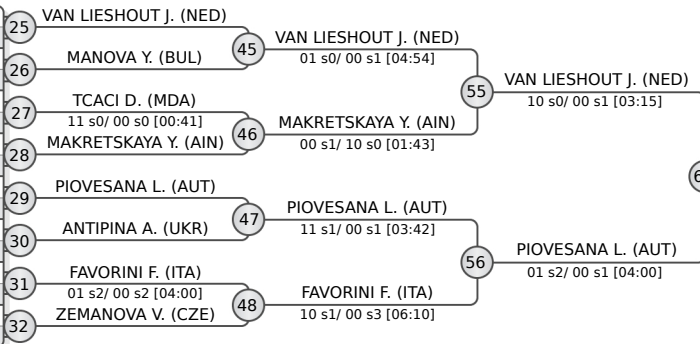 25
VAN LIESHOUT J. (NED)
26
MANOVA Y. (BUL)
45
VAN LIESHOUT J. (NED)
01 s0/ 00 s1 [04:54]
27
TCACI D. (MDA)
11 s0/ 00 s0 [00:41]
28
MAKRETSKAYA Y. (AIN)
46
MAKRETSKAYA Y. (AIN)
00 s1/ 10 s0 [01:43]
55
VAN LIESHOUT J. (NED)
10 s0/ 00 s1 [03:15]
29
PIOVESANA L. (AUT)
30
ANTIPINA A. (UKR)
47
PIOVESANA L. (AUT)
11 s1/ 00 s1 [03:42]
31
FAVORINI F. (ITA)
01 s2/ 00 s2 [04:00]
32
ZEMANOVA V. (CZE)
48
FAVORINI F. (ITA)
10 s1/ 00 s3 [06:10]
56
PIOVESANA L. (AUT)
01 s2/ 00 s1 [04:00]